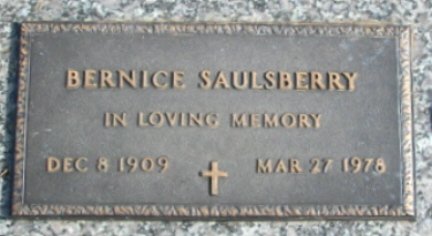 BERNICE SAULSBERRY
IN LOVING MEMORY
DEC 8 1909 MAR 27 1978